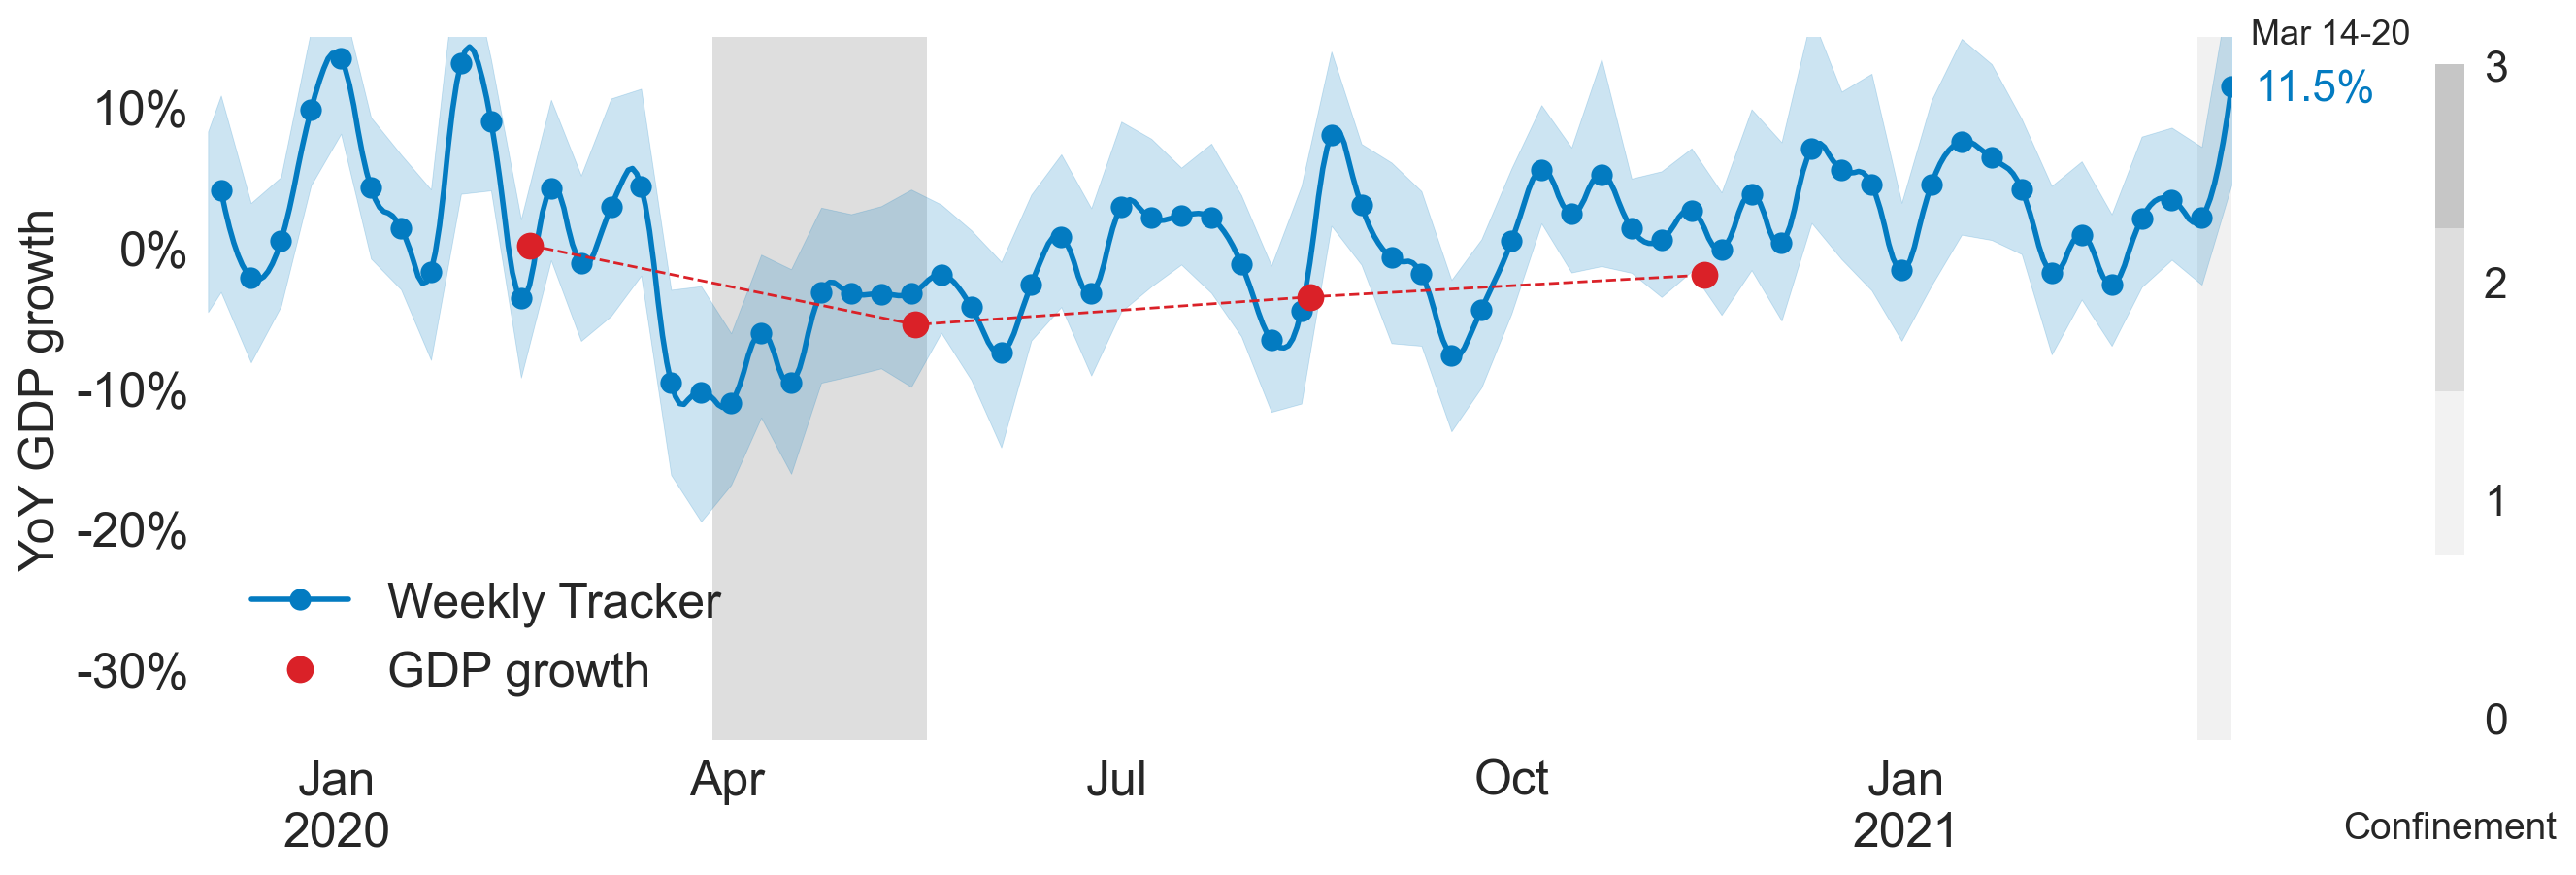 Mar 14-20
11.5%
10%
0%
-10%
-20%
-30%
YoY GDP growth
Weekly Tracker
GDP growth
Jan
2020
Apr
Jul
Oct
Jan
2021
3
2
1
0
Confinement